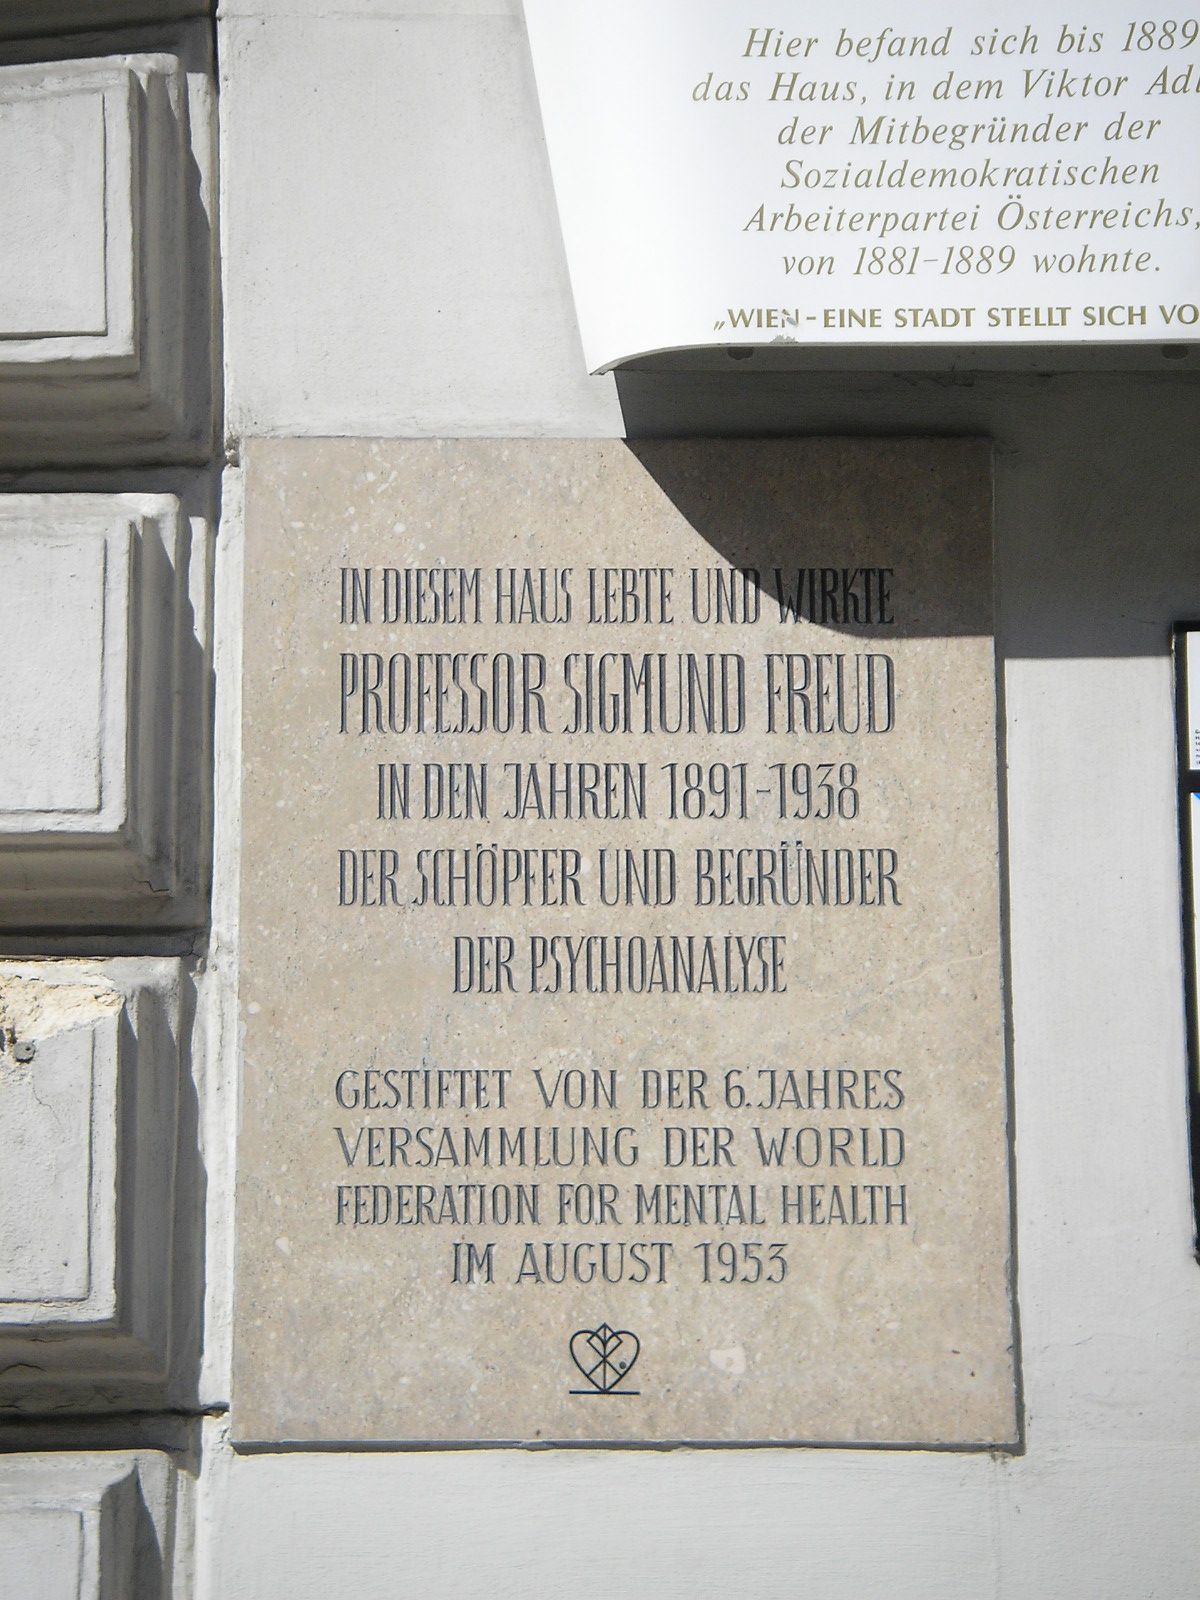 Hier befand sich bis 1889
das Haus, in dem Viktor
der Mitbegründer der
Sozialdemokratischen
Arbeiterpartei Österreichs,
von 1881-1889 wohnte.
„WIEN - EINE STADT STELLT SICH
IN DIESEM HAUS LEBTE UND WIRKTE
PROFESSOR SIGMUND FREUD
IN DEN JAHREN 1891-1938
DER SCHÖPFER UND BEGRÜNDER
DER PSYCHOANALYSE
GESTIFTET VON DER 6. JAHRES
VERSAMMLUNG DER WORLD
FEDERATION FOR MENTAL HEALTH
IM AUGUST 1953